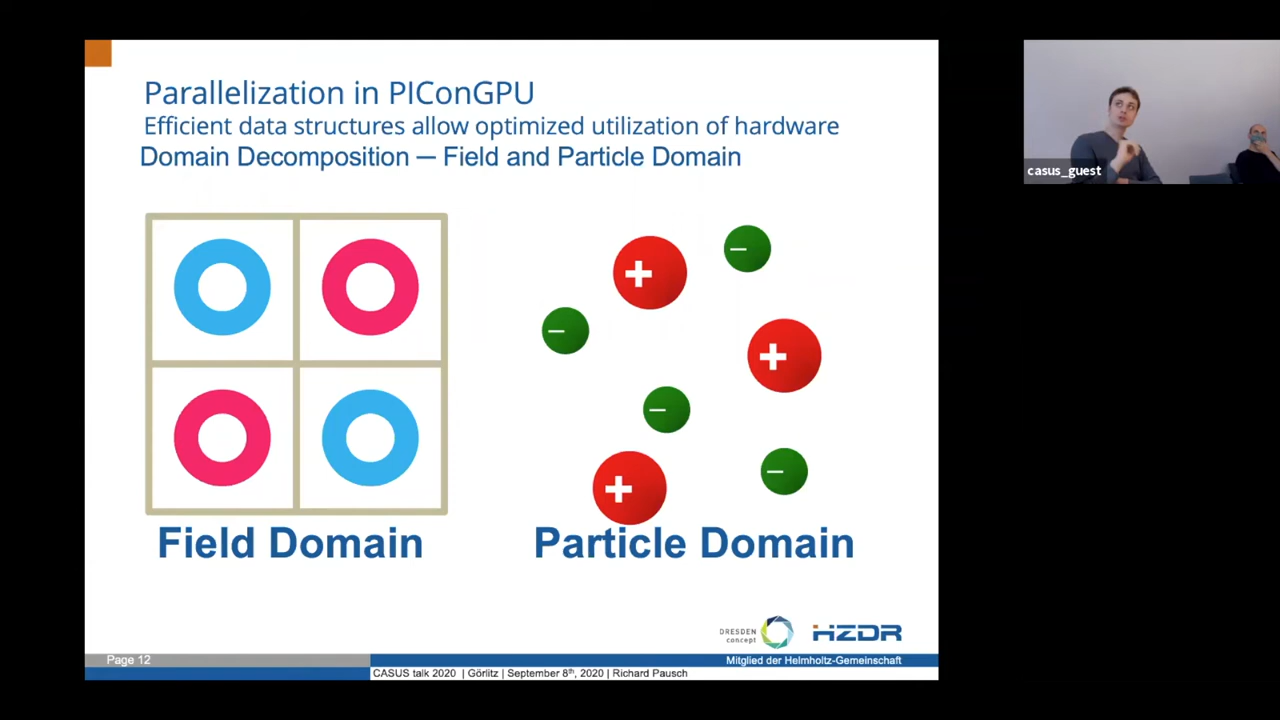 Parallelization in PIConGPU
Efficient data structures allow optimized utilization of hardware
Domain Decomposition — Field and Particle Domain
casus_guest
+
−
−
+
−
+
−
Field Domain
Particle Domain
DRESDEN
concept
HZDR
Page 12
Mitglied der Helmholtz-Gemeinschaft
CASUS talk 2020 | Görlitz | September 8th, 2020 | Richard Pausch